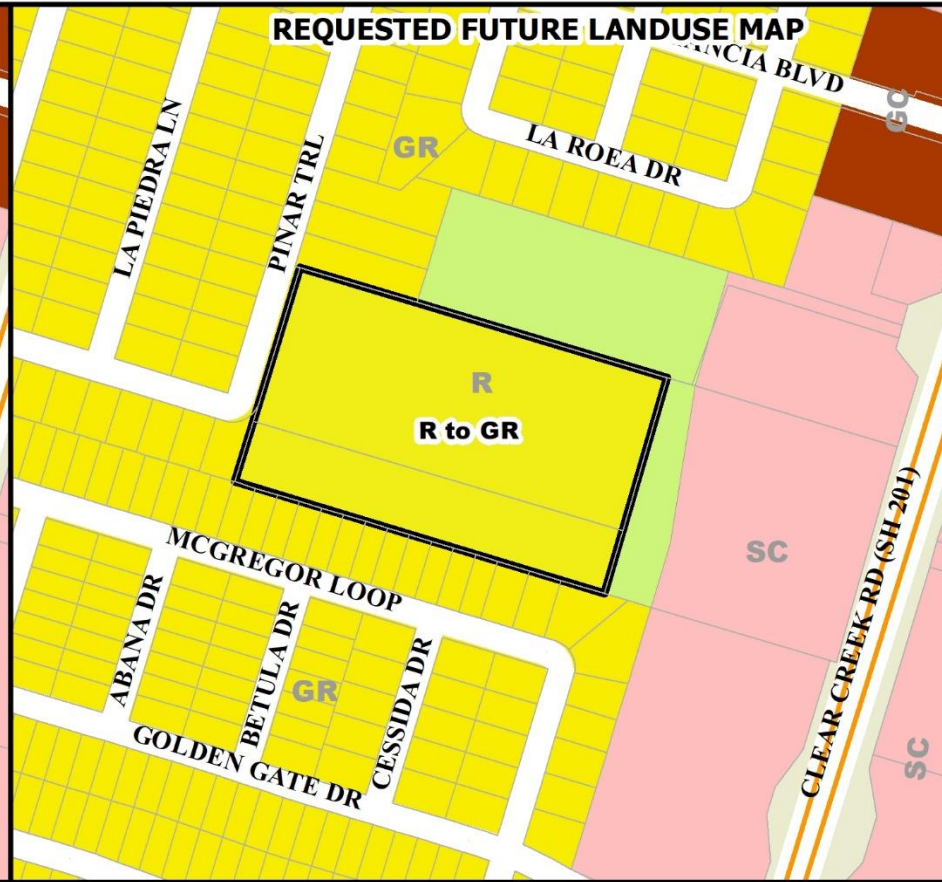 REQUESTED FUTURE LANDUSE MAP
BLVD
GC
LA PIEDRA LN
PINAR TRL
GR
LA ROEA DR
R
R to GR
SC
CLEAR CREEK RD (SH 201)
MCGREGOR LOOP
ABANA DR
BETULA DR
GR
CESSIDA DR
SC
GOLDEN GATE DR